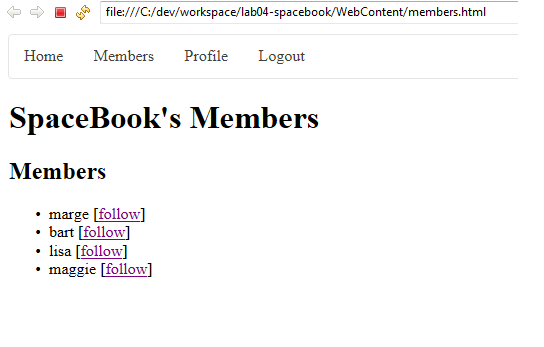 file:///C:/dev/workspace/lab04-spacebook/WebContent/members.html
Home Members Profile Logout
SpaceBook's Members
Members
• marge [follow]
• bart [follow]
• lisa [follow]
• maggie [follow]